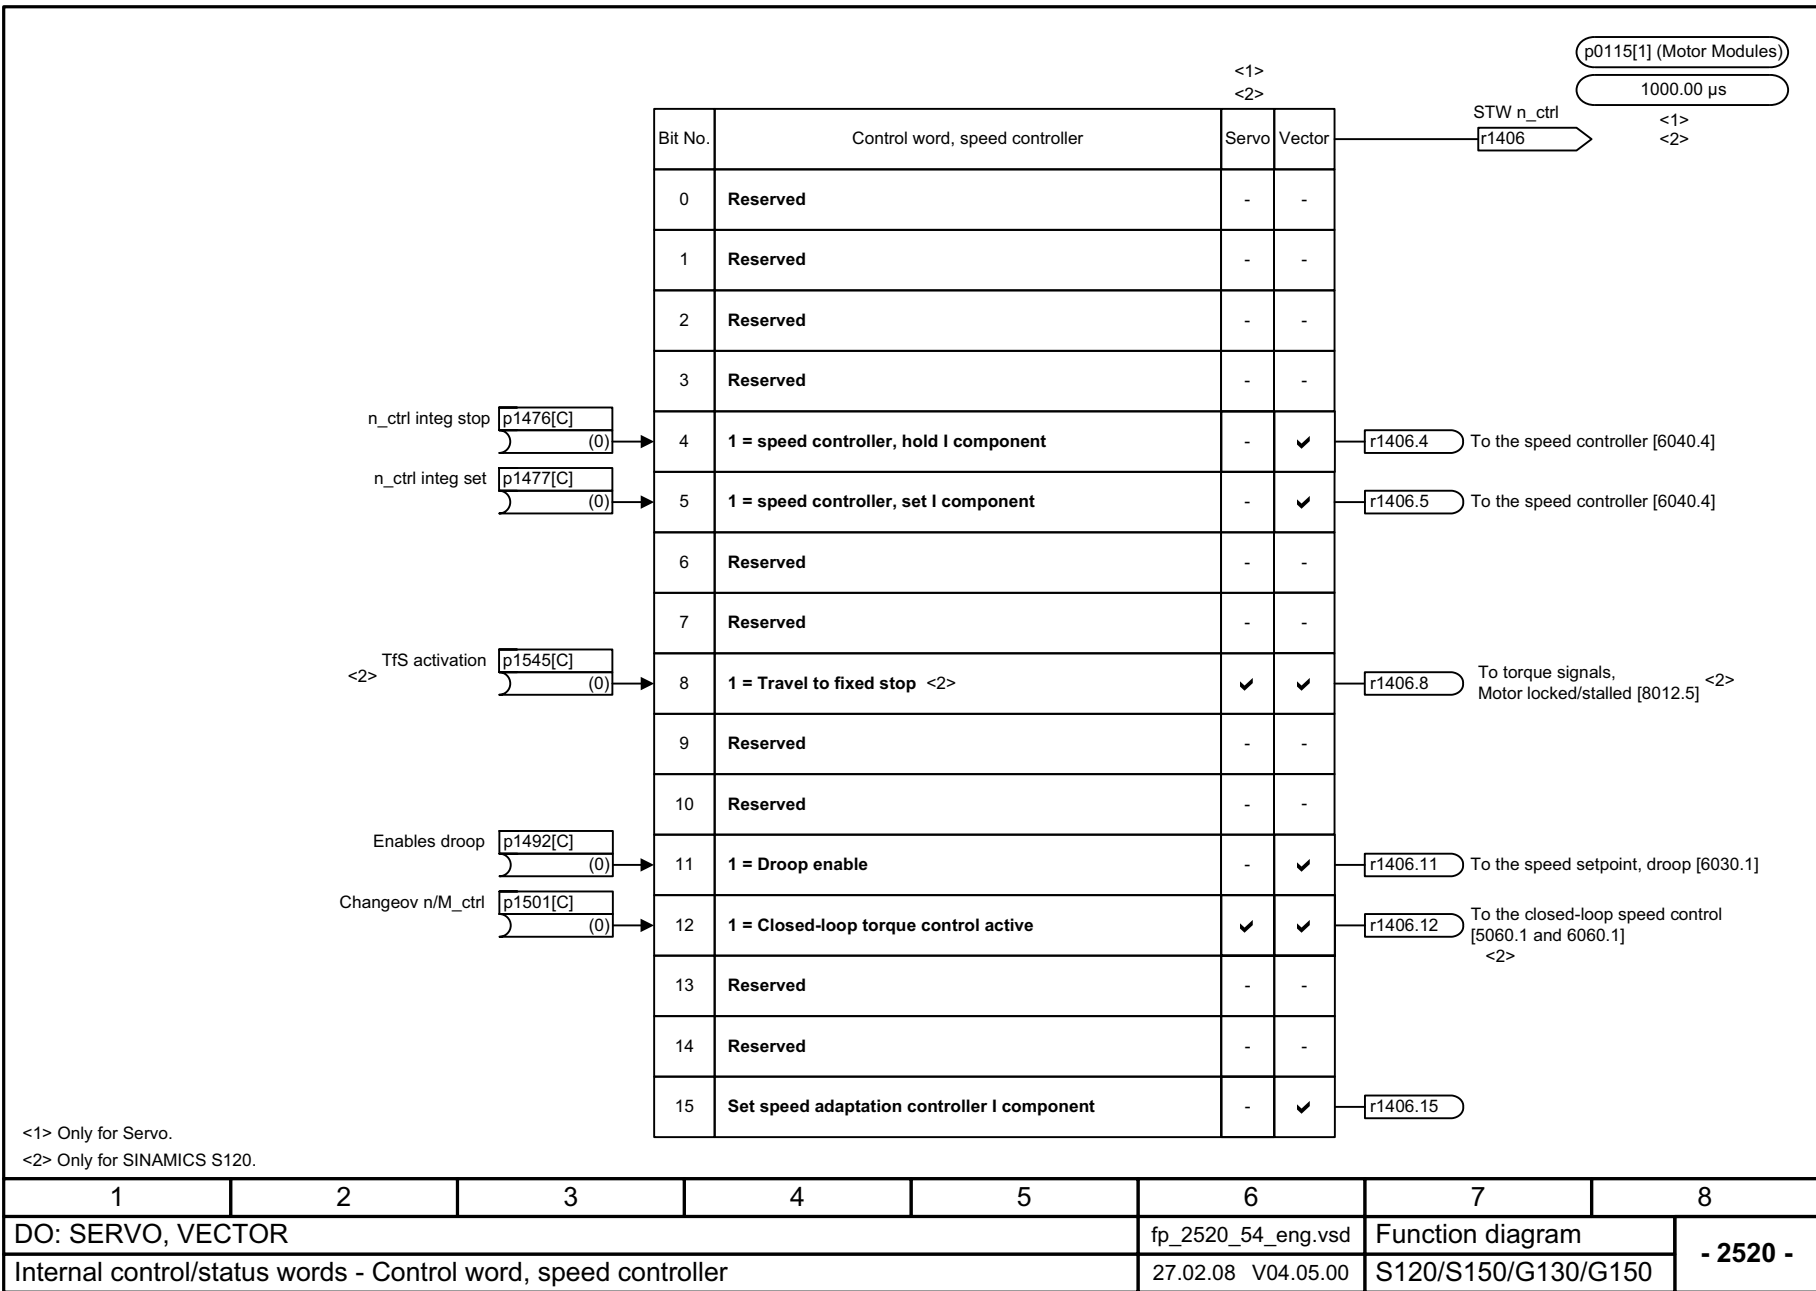 p0115[1] (Motor Modules)
1000.00 µs
<1>
<2>
<1>
<2>
STW n_ctrl
r1406
Bit No. Control word, speed controller Servo Vector
0 Reserved - -
1 Reserved - -
2 Reserved - -
3 Reserved - -
n_ctrl integ stop p1476[C]
(0) 4 1 = speed controller, hold I component - ✔ r1406.4 To the speed controller [6040.4]
n_ctrl integ set p1477[C]
(0) 5 1 = speed controller, set I component - ✔ r1406.5 To the speed controller [6040.4]
6 Reserved - -
7 Reserved - -
TfS activation p1545[C]
<2> (0) 8 1 = Travel to fixed stop <2> ✔ ✔ r1406.8 To torque signals,
Motor locked/stalled [8012.5] <2>
9 Reserved - -
10 Reserved - -
Enables droop p1492[C]
(0) 11 1 = Droop enable - ✔ r1406.11 To the speed setpoint, droop [6030.1]
Changeov n/M_ctrl p1501[C]
(0) 12 1 = Closed-loop torque control active ✔ ✔ r1406.12 To the closed-loop speed control
[5060.1 and 6060.1]
<2>
13 Reserved - -
14 Reserved - -
15 Set speed adaptation controller I component - ✔ r1406.15
<1> Only for Servo.
<2> Only for SINAMICS S120.
1 2 3 4 5 6 7 8
DO: SERVO, VECTOR fp_2520_54_eng.vsd Function diagram
- 2520 -
Internal control/status words - Control word, speed controller 27.02.08 V04.05.00 S120/S150/G130/G150